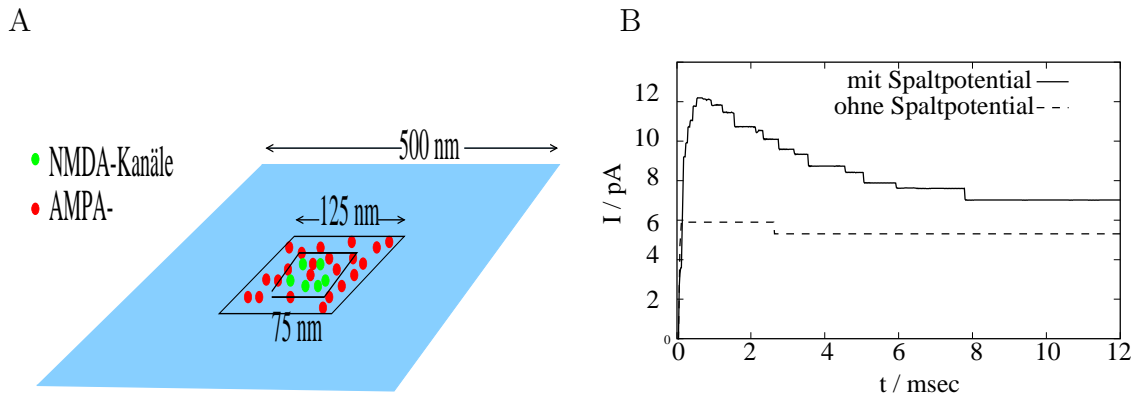 A
500 nm
NMDA-Kanäle
AMPA-
125 nm
75 nm
B
mit Spaltpotential
ohne Spaltpotential
I / pA
12
10
8
6
4
2
0
0 2 4 6 8 10 12
t / msec